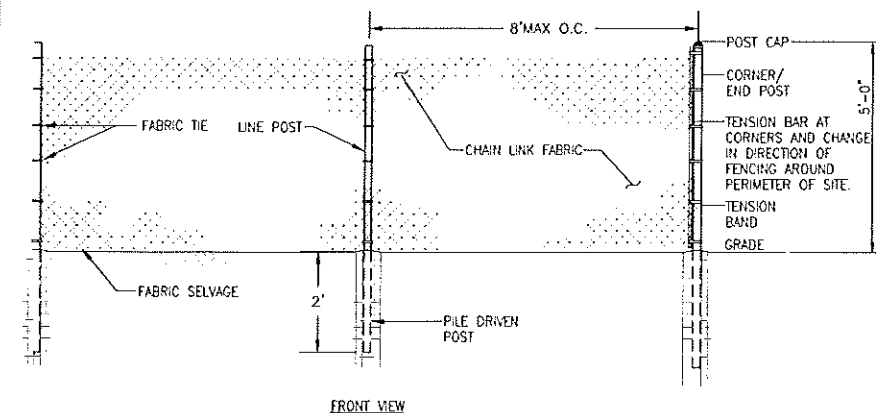 8'MAX O.C.
POST CAP
CORNER/
END POST
5'-0"
FABRIC TIE
LINE POST
TENSION BAR AT
CORNERS AND CHANGE
IN DIRECTION OF
FENCING AROUND
PERIMETER OF SITE.
CHAIN LINK FABRIC
TENSION
BAND
GRADE
FABRIC SELVAGE
2'
PILE DRIVEN
POST
FRONT VIEW